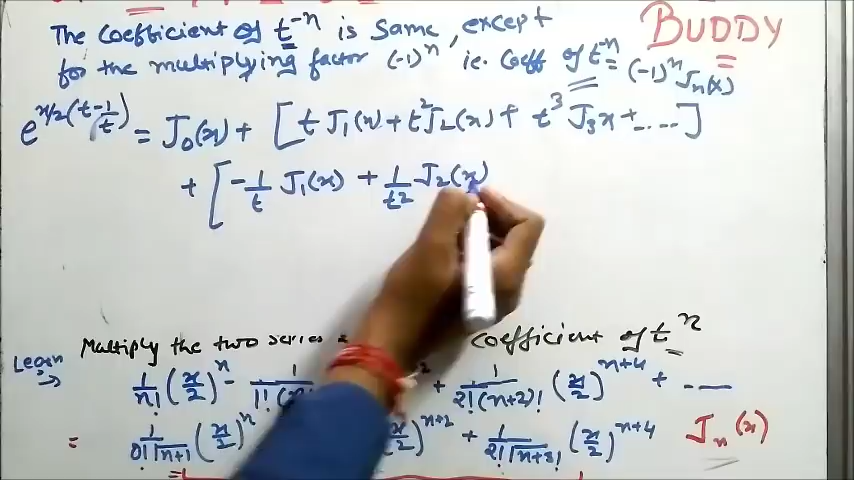 BUDDY
The coefficient of t^-n is same, except
for the multiplying factor (-1)^n ie. Coeff of t^-n = (-1)^n J_n(x)
e^x/2(t-1/t) = J_0(x) + [t J_1(x) + t^2 J_2(x) + t^3 J_3 x + ....]
+ [-1/t J_1(x) + 1/t^2 J_2(x)
Multiply the two series coefficient of t^n
Learn →
1/n! (x/2)^n - 1/1! + 1/2!(n+2)! (x/2)^n+4 + ----
= 1/0!Γn+1 (x/2)^n (x/2)^n+2 + 1/2!Γn+3 (x/2)^n+4 J_n(x)